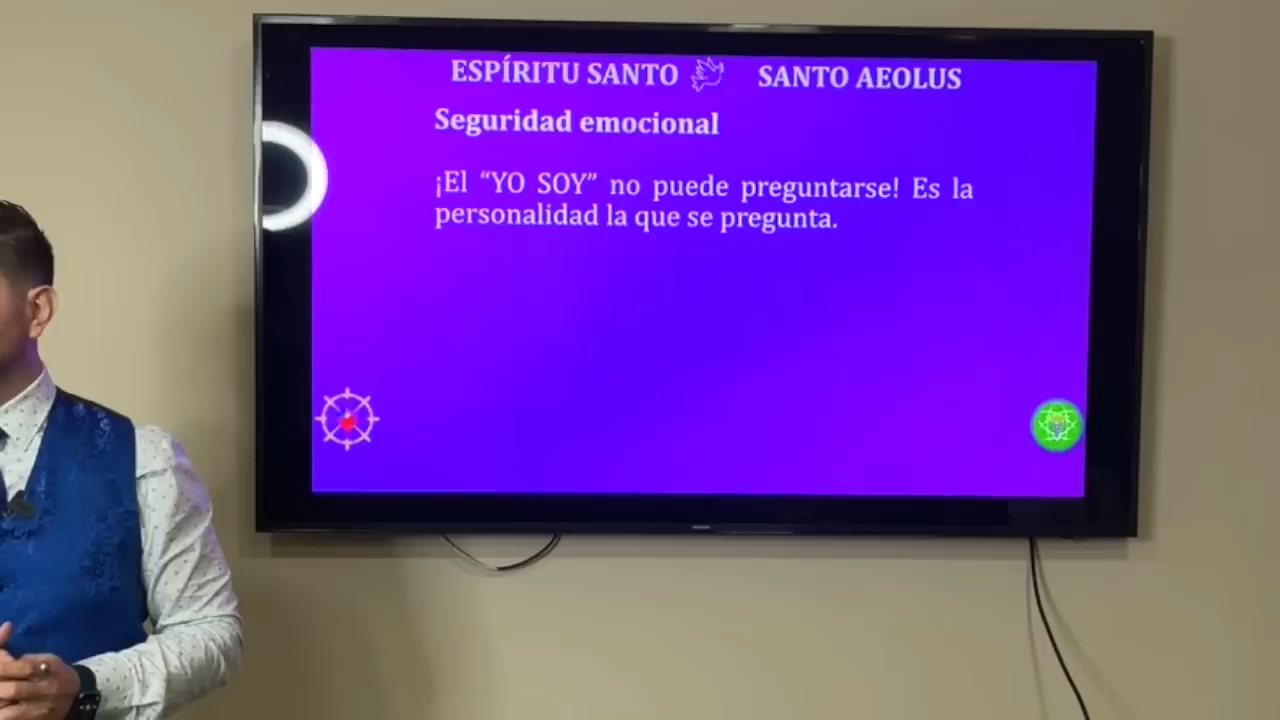 ESPÍRITU SANTO SANTO AEOLUS
Seguridad emocional
¡El “YO SOY” no puede preguntarse! Es la
personalidad la que se pregunta.